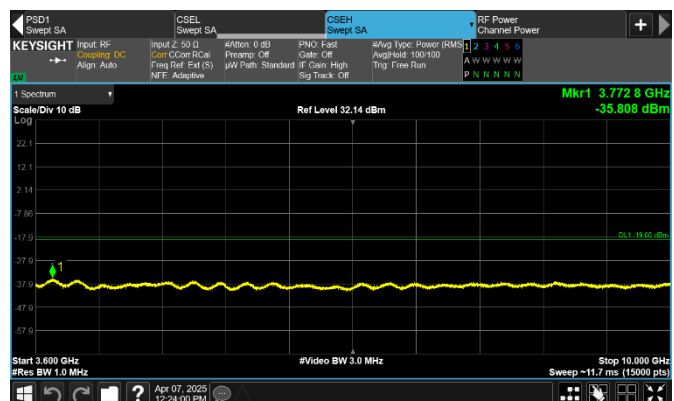 PSD1
Swept SA
CSEL
Swept SA
CSEH
Swept SA
RF Power
Channel Power
+
KEYSIGHT
LXI
Input: RF
Coupling: DC
Align: Auto
Input Z: 50 Ω
Corr CCorr RCal
Freq Ref: Ext (S)
NFE: Adaptive
#Atten: 0 dB
Preamp: Off
µW Path: Standard
PNO: Fast
Gate: Off
IF Gain: High
Sig Track: Off
#Avg Type: Power (RMS
Avg|Hold: 100/100
Trig: Free Run
1 2 3 4 5 6
A W W W W W
P N N N N N
1 Spectrum
Mkr1 3.772 8 GHz
-35.808 dBm
Scale/Div 10 dB
Ref Level 32.14 dBm
Log
22.1
12.1
2.14
-7.86
-17.9
DL1 -19.00 dBm
-27.9
1
-37.9
-47.9
-57.9
Start 3.600 GHz
#Video BW 3.0 MHz
Stop 10.000 GHz
#Res BW 1.0 MHz
Sweep ~11.7 ms (15000 pts)
?
Apr 07, 2025
12:24:00 PM